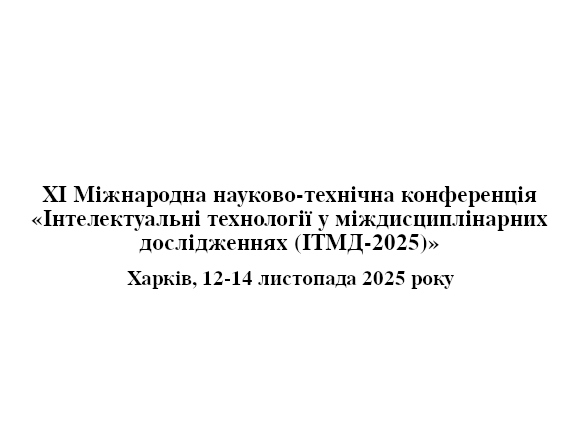 XI Міжнародна науково-технічна конференція
«Інтелектуальні технології у міждисциплінарних
дослідженнях (ІТМД-2025)»
Харків, 12-14 листопада 2025 року